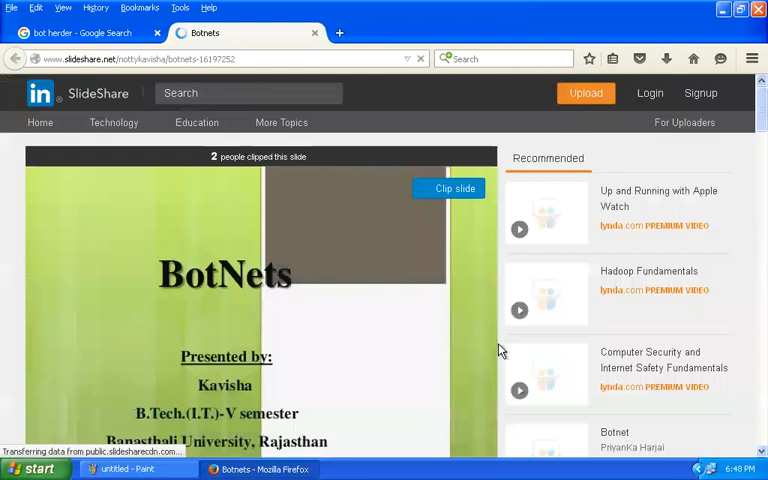 File Edit View History Bookmarks Tools Help
bot herder - Google Search
Botnets
www.slideshare.net/nottykavisha/botnets-16197252
Search
in SlideShare
Search
Upload
Login
Signup
Home
Technology
Education
More Topics
For Uploaders
2 people clipped this slide
Clip slide
BotNets
Presented by:
Kavisha
B.Tech.(I.T.)-V semester
Banasthali University, Rajasthan
Recommended
Up and Running with Apple
Watch
lynda.com PREMIUM VIDEO
Hadoop Fundamentals
lynda.com PREMIUM VIDEO
Computer Security and
Internet Safety Fundamentals
lynda.com PREMIUM VIDEO
Botnet
PriyanKa Harjai
Transferring data from public.slidesharecdn.com...
start
untitled - Paint
Botnets - Mozilla Firefox
6:48 PM